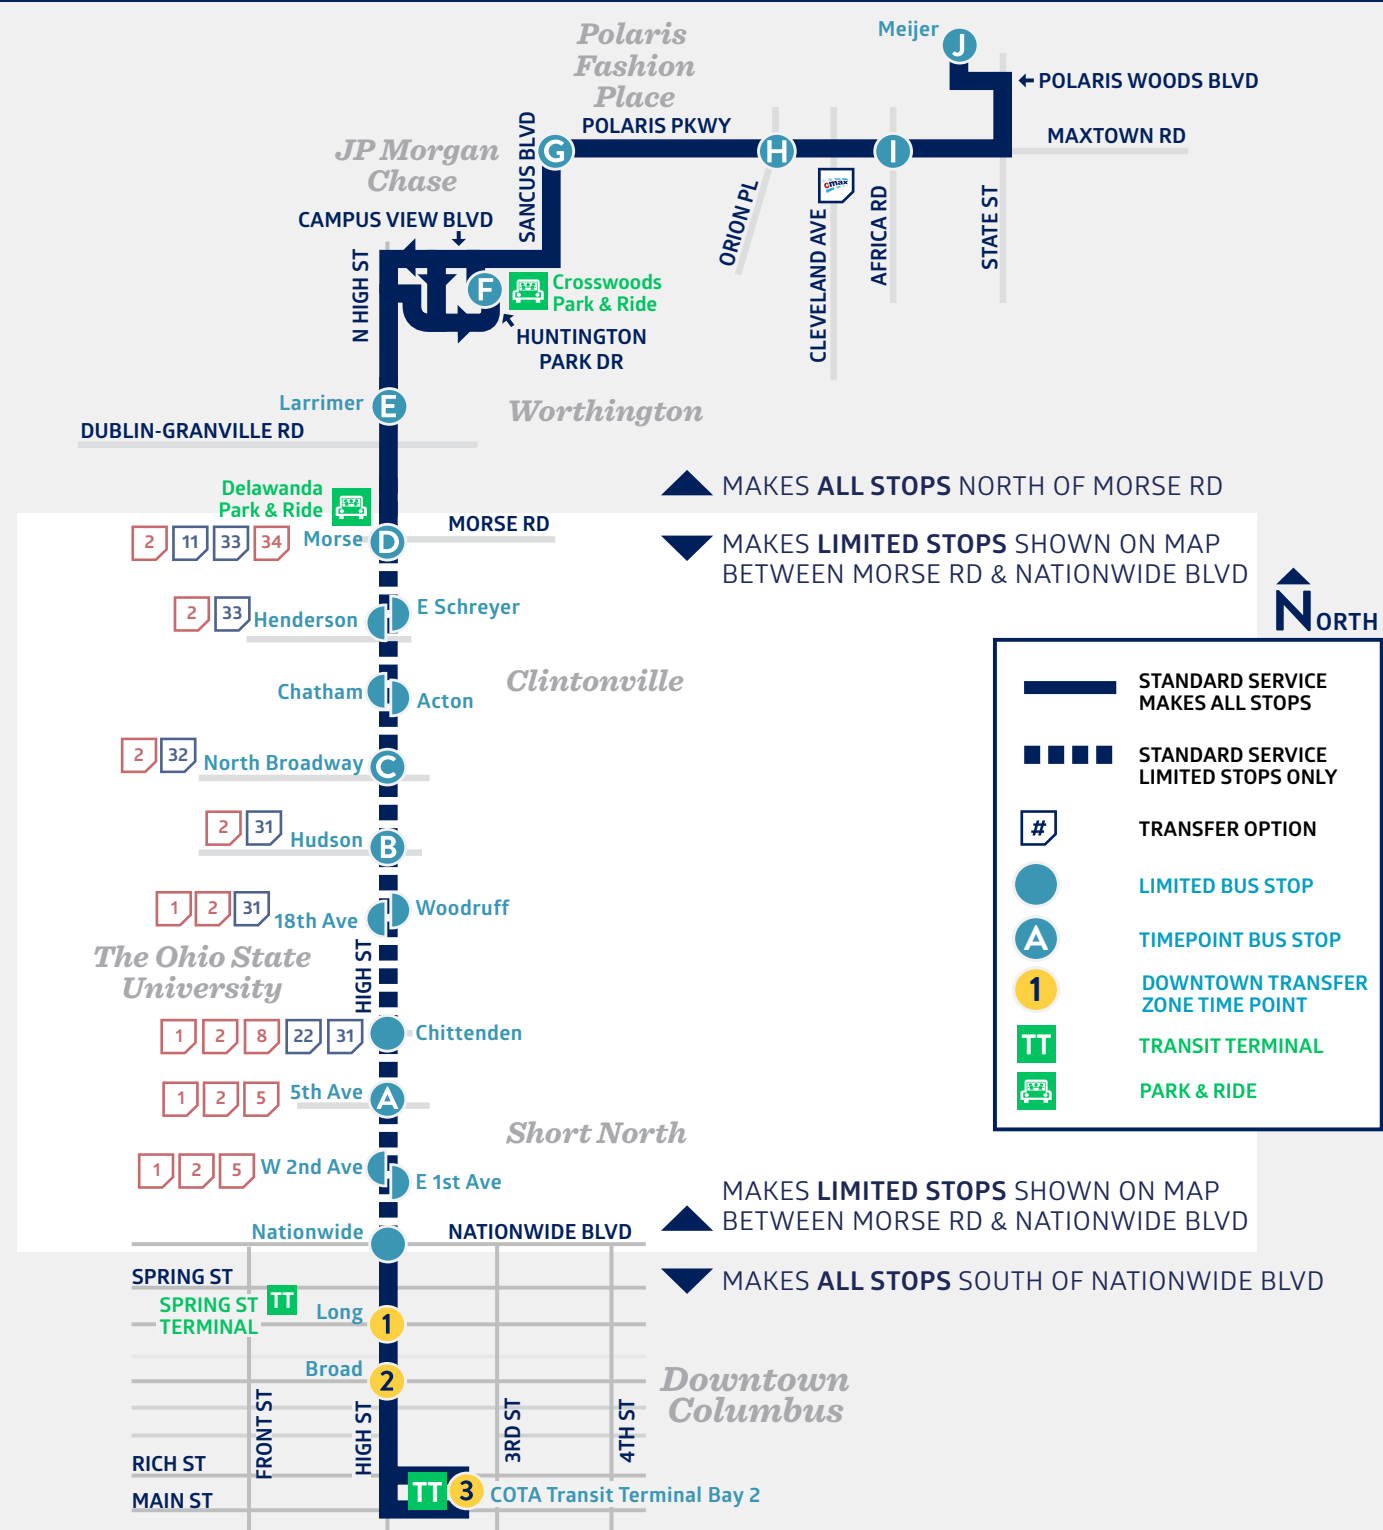 Polaris
Fashion
Place
Meijer
J
POLARIS WOODS BLVD
POLARIS PKWY
MAXTOWN RD
JP Morgan
Chase
SANCUS BLVD
G
H
I
cmax
ORION PL
CLEVELAND AVE
AFRICA RD
STATE ST
CAMPUS VIEW BLVD
N HIGH ST
F
Crosswoods
Park & Ride
HUNTINGTON
PARK DR
Larrimer
E
Worthington
DUBLIN-GRANVILLE RD
Delawanda
Park & Ride
MAKES ALL STOPS NORTH OF MORSE RD
MORSE RD
2 11 33 34 Morse D
MAKES LIMITED STOPS SHOWN ON MAP
BETWEEN MORSE RD & NATIONWIDE BLVD
NORTH
2 33 Henderson
E Schreyer
Chatham
Acton
Clintonville
2 32 North Broadway C
2 31 Hudson B
1 2 31 18th Ave
Woodruff
The Ohio State
University
HIGH ST
1 2 8 22 31
Chittenden
1 2 5 5th Ave A
Short North
1 2 5 W 2nd Ave
E 1st Ave
STANDARD SERVICE
MAKES ALL STOPS
STANDARD SERVICE
LIMITED STOPS ONLY
# TRANSFER OPTION
LIMITED BUS STOP
A TIMEPOINT BUS STOP
1 DOWNTOWN TRANSFER
ZONE TIME POINT
TT TRANSIT TERMINAL
PARK & RIDE
MAKES LIMITED STOPS SHOWN ON MAP
BETWEEN MORSE RD & NATIONWIDE BLVD
Nationwide
NATIONWIDE BLVD
MAKES ALL STOPS SOUTH OF NATIONWIDE BLVD
SPRING ST
SPRING ST
TERMINAL
TT
Long
1
Broad
2
Downtown
Columbus
FRONT ST
HIGH ST
3RD ST
4TH ST
RICH ST
MAIN ST
TT 3 COTA Transit Terminal Bay 2